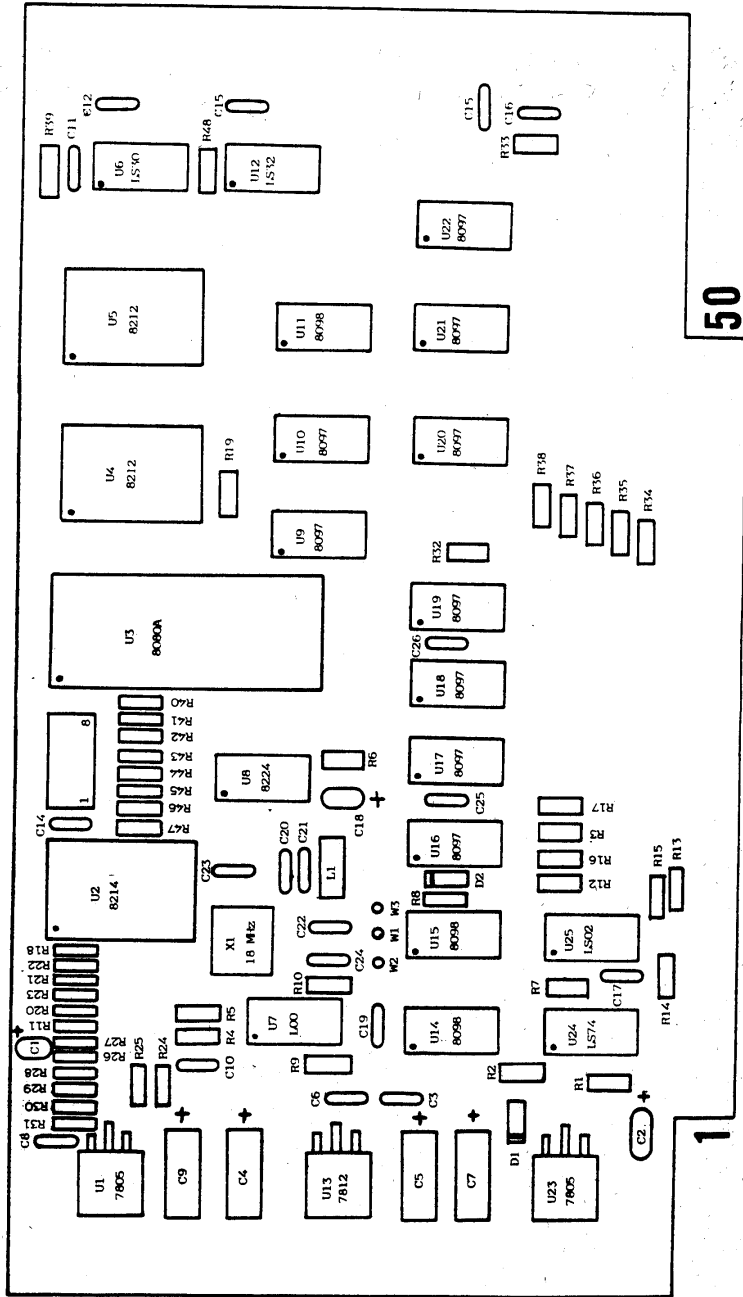 R39
C11
C12
U6
LS30
R48
C15
U12
LS32
C15
C16
R33
U22
8097
U5
8212
U11
8098
U21
8097
50
U4
8212
R19
U10
8097
U20
8097
U9
8097
R32
R38
R37
R36
R35
R34
U3
8080A
U19
8097
C26
U18
8097
R40
R41
R42
R43
R44
R45
R46
R47
8
1
C14
U8
8224
R6
C18
+
U17
8097
C25
U2
8214
C23
C20
C21
L1
U16
8097
D2
R8
R17
R3
R16
R12
R15
R13
X1
18 MHz
C22
C24
R10
W3
W1
W2
U15
8098
U25
LS02
R7
C17
R14
R18
R22
R21
R23
R20
R11
R27
R26
R28
R29
R30
R31
+
C1
R25
R24
R5
R4
C10
U7
L00
R9
C19
U14
8098
U24
LS74
R2
R1
C8
C6
C3
U1
7805
+
C9
+
C4
U13
7812
+
C5
+
C7
D1
U23
7805
+
C2
1